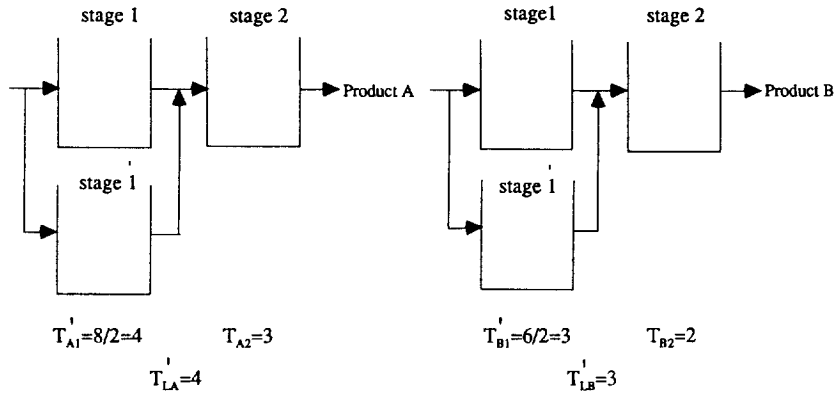 stage 1
stage 2
Product A
stage 1'
T'A1=8/2=4
TA2=3
T'LA=4
stage1
stage 2
Product B
stage 1'
T'B1=6/2=3
TB2=2
T'LB=3